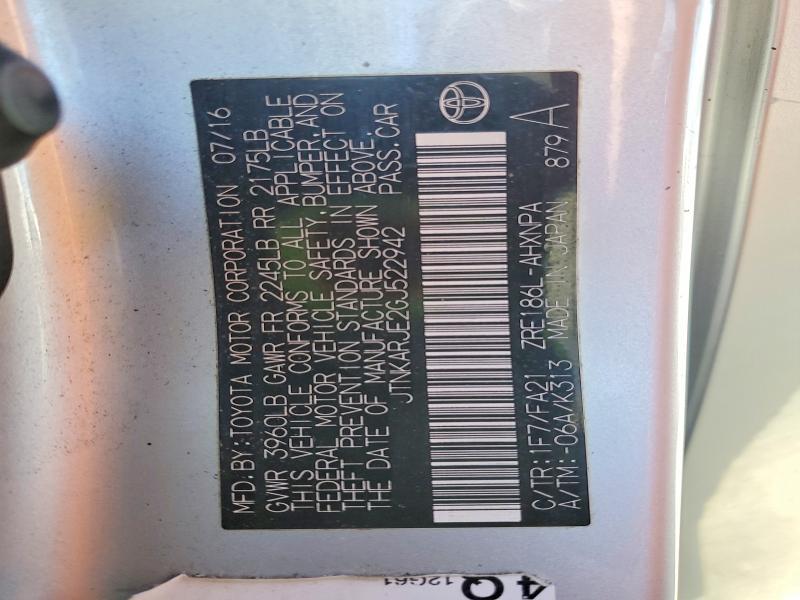 MFD.BY:TOYOTA MOTOR CORPORATION 07/16
GVWR 3960LB GAWR FR 2245LB RR 2175LB
THIS VEHICLE CONFORMS TO ALL APPLICABLE
FEDERAL MOTOR VEHICLE SAFETY,BUMPER,AND
THEFT PREVENTION STANDARDS IN EFFECT ON
THE DATE OF MANUFACTURE SHOWN ABOVE.
JTNKARJE2GJ522942 PASS.CAR
C/TR:1F7/FA21 ZRE186L-AHXNPA 879 A
A/TM:-06A/K313 MADE IN JAPAN
4Q
12G61